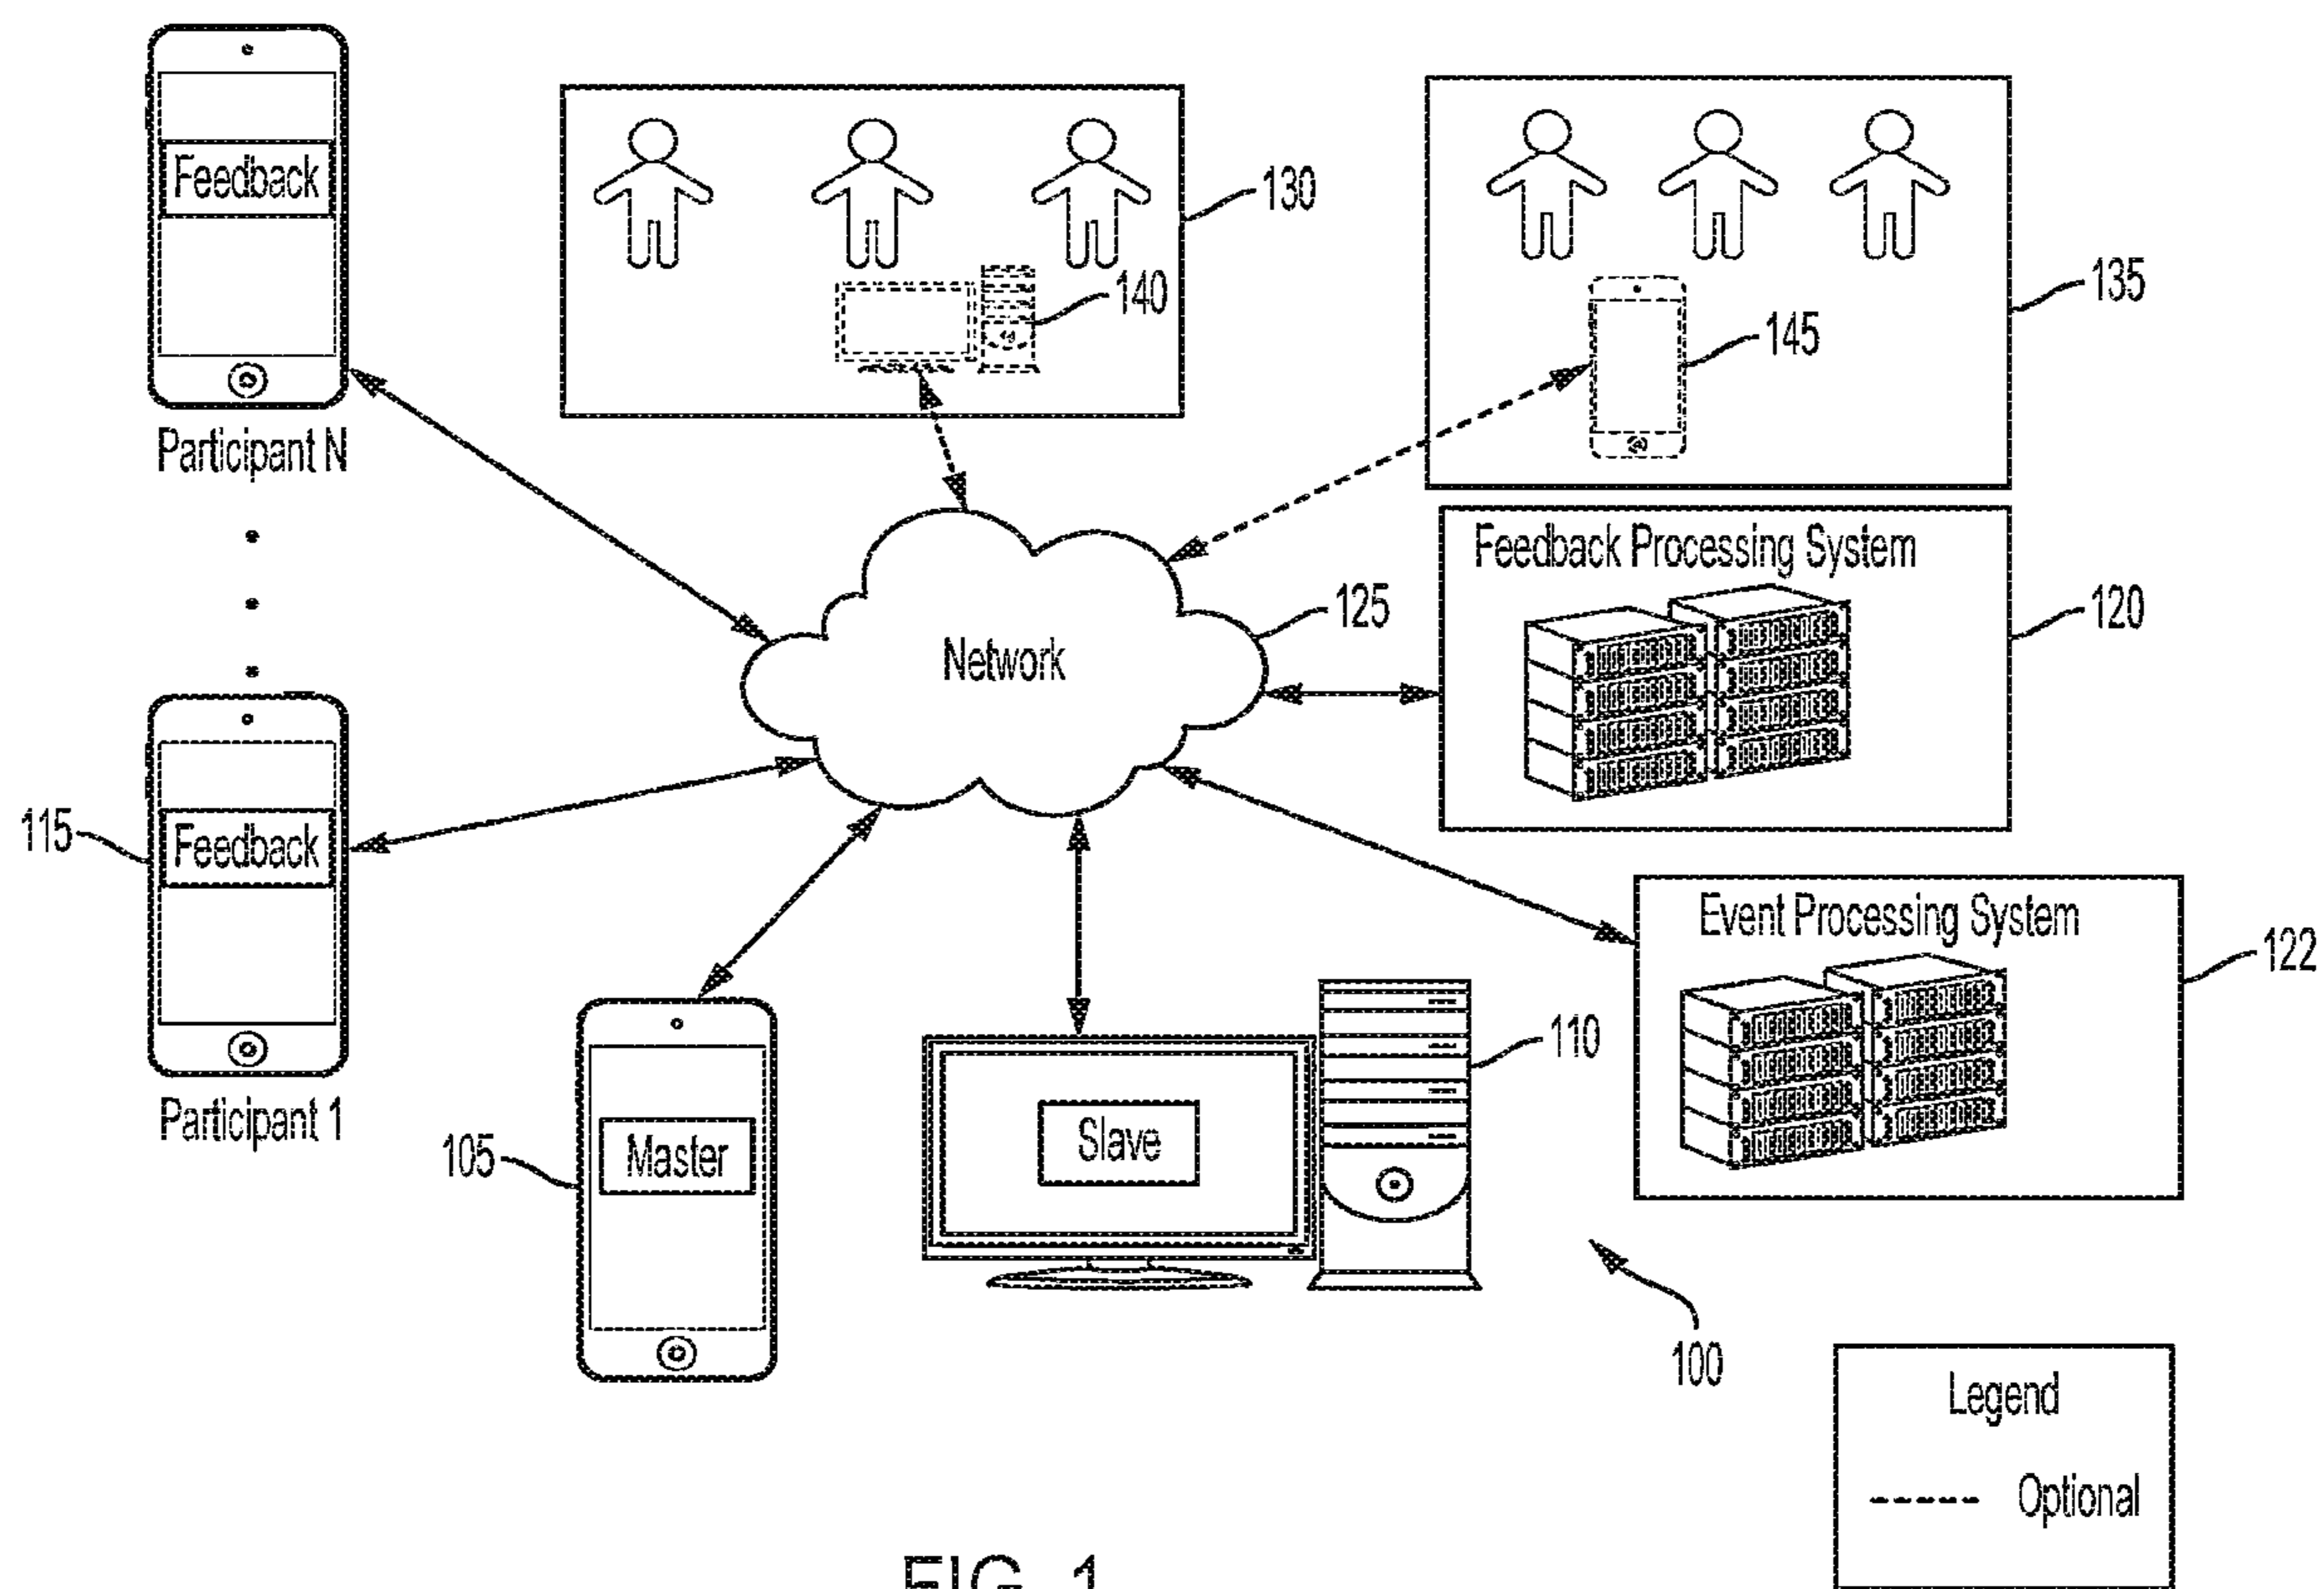 Feedback
Participant N
130
140
135
145
Feedback Processing System
120
Network
125
115
Feedback
Participant 1
Event Processing System
122
105
Master
Slave
110
100
Legend
Optional
FIG. 1